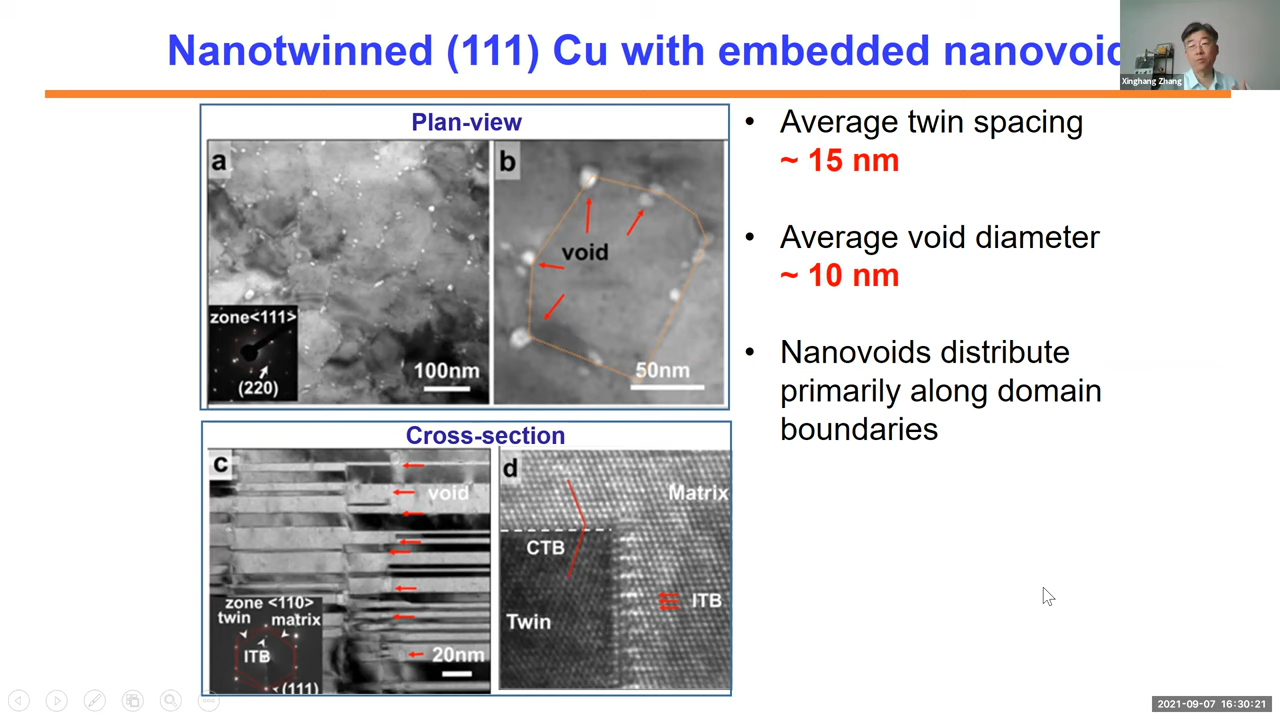 Nanotwinned (111) Cu with embedded nanovoid
Xinghang Zhang
Plan-view
a
zone<111>
(220)
100nm
b
void
50nm
Cross-section
c
void
zone <110>
twin
matrix
ITB
(111)
20nm
d
Matrix
CTB
ITB
Twin
• Average twin spacing
~ 15 nm
• Average void diameter
~ 10 nm
• Nanovoids distribute
primarily along domain
boundaries
2021-09-07 16:30:21